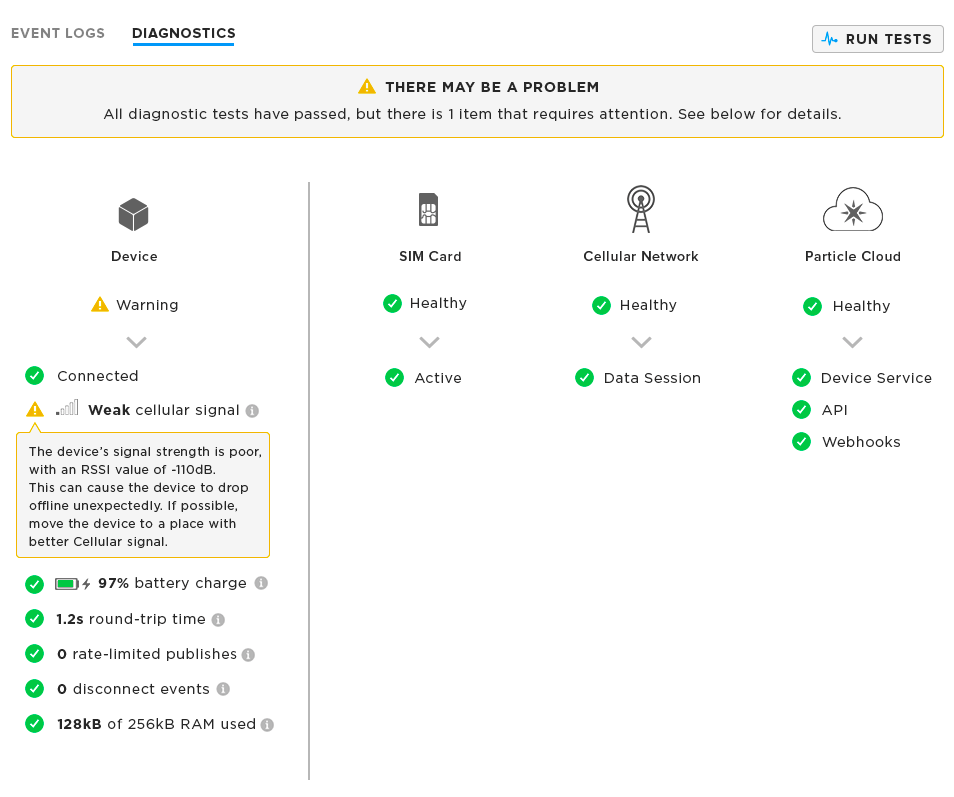 EVENT LOGS
DIAGNOSTICS
RUN TESTS
THERE MAY BE A PROBLEM
All diagnostic tests have passed, but there is 1 item that requires attention. See below for details.
Device
Warning
Connected
Weak cellular signal
The device's signal strength is poor,
with an RSSI value of -110dB.
This can cause the device to drop
offline unexpectedly. If possible,
move the device to a place with
better Cellular signal.
97% battery charge
1.2s round-trip time
0 rate-limited publishes
0 disconnect events
128kB of 256kB RAM used
SIM Card
Healthy
Active
Cellular Network
Healthy
Data Session
Particle Cloud
Healthy
Device Service
API
Webhooks